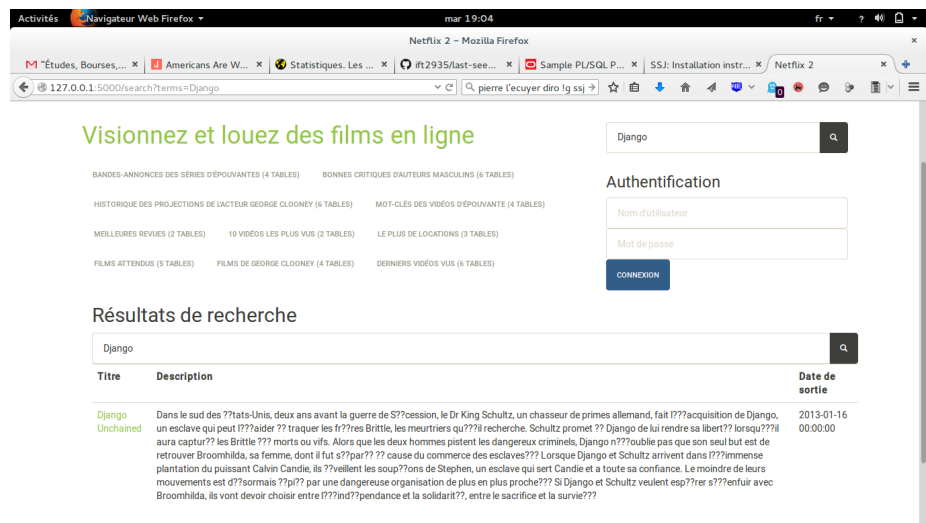 Activités Navigateur Web Firefox mar 19:04 fr ?
Netflix 2 – Mozilla Firefox
"Études, Bourses,... Americans Are W... Statistiques. Les ... ift2935/last-see... Sample PL/SQL P... SSJ: Installation instr... Netflix 2
127.0.0.1:5000/search?terms=Django pierre l'ecuyer diro !g ssj 0
Visionnez et louez des films en ligne
Django
BANDES-ANNONCES DES SÉRIES D'ÉPOUVANTES (4 TABLES) BONNES CRITIQUES D'AUTEURS MASCULINS (6 TABLES)
Authentification
HISTORIQUE DES PROJECTIONS DE L'ACTEUR GEORGE CLOONEY (6 TABLES) MOT-CLÉS DES VIDÉOS D'ÉPOUVANTE (4 TABLES)
Nom d'utilisateur
MEILLEURES REVUES (2 TABLES) 10 VIDÉOS LES PLUS VUS (2 TABLES) LE PLUS DE LOCATIONS (3 TABLES)
Mot de passe
FILMS ATTENDUS (5 TABLES) FILMS DE GEORGE CLOONEY (4 TABLES) DERNIERS VIDÉOS VUS (6 TABLES)
CONNEXION
Résultats de recherche
Django
Titre Description Date de
sortie
Django Dans le sud des ??tats-Unis, deux ans avant la guerre de S??cession, le Dr King Schultz, un chasseur de primes allemand, fait l???acquisition de Django, 2013-01-16
Unchained un esclave qui peut l???aider ?? traquer les fr??res Brittle, les meurtriers qu???il recherche. Schultz promet ?? Django de lui rendre sa libert?? lorsqu???il 00:00:00
aura captur?? les Brittle ??? morts ou vifs. Alors que les deux hommes pistent les dangereux criminels, Django n???oublie pas que son seul but est de
retrouver Broomhilda, sa femme, dont il fut s??par?? ?? cause du commerce des esclaves??? Lorsque Django et Schultz arrivent dans l???immense
plantation du puissant Calvin Candie, ils ??veillent les soup??ons de Stephen, un esclave qui sert Candie et a toute sa confiance. Le moindre de leurs
mouvements est d??sormais ??pi?? par une dangereuse organisation de plus en plus proche??? Si Django et Schultz veulent esp??rer s???enfuir avec
Broomhilda, ils vont devoir choisir entre l???ind??pendance et la solidarit??, entre le sacrifice et la survie???